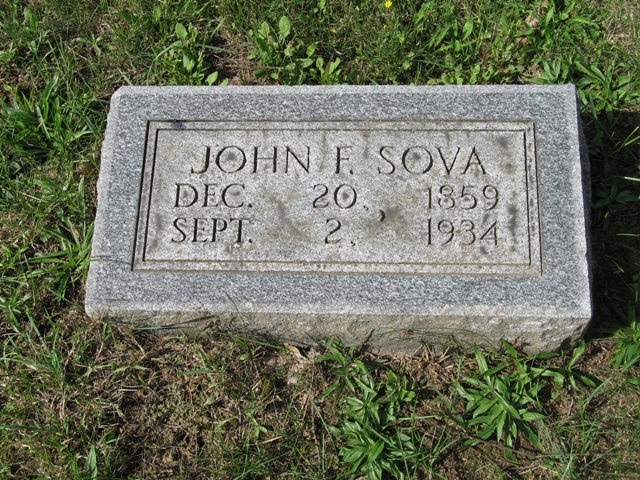 JOHN F. SOVA
DEC. 20, 1859
SEPT. 2, 1934